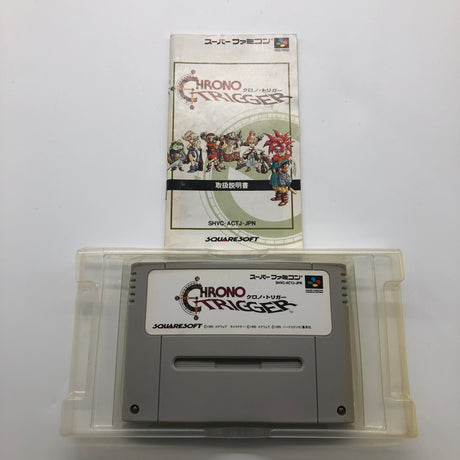 スーパーファミコン
CHRONO
クロノ・トリガー
TRIGGER
取扱説明書
SHVC-ACTJ-JPN
SQUARESOFT
スーパーファミコン
SHVC-ACTJ-JPN
CHRONO
クロノ・トリガー
TRIGGER
SQUARESOFT